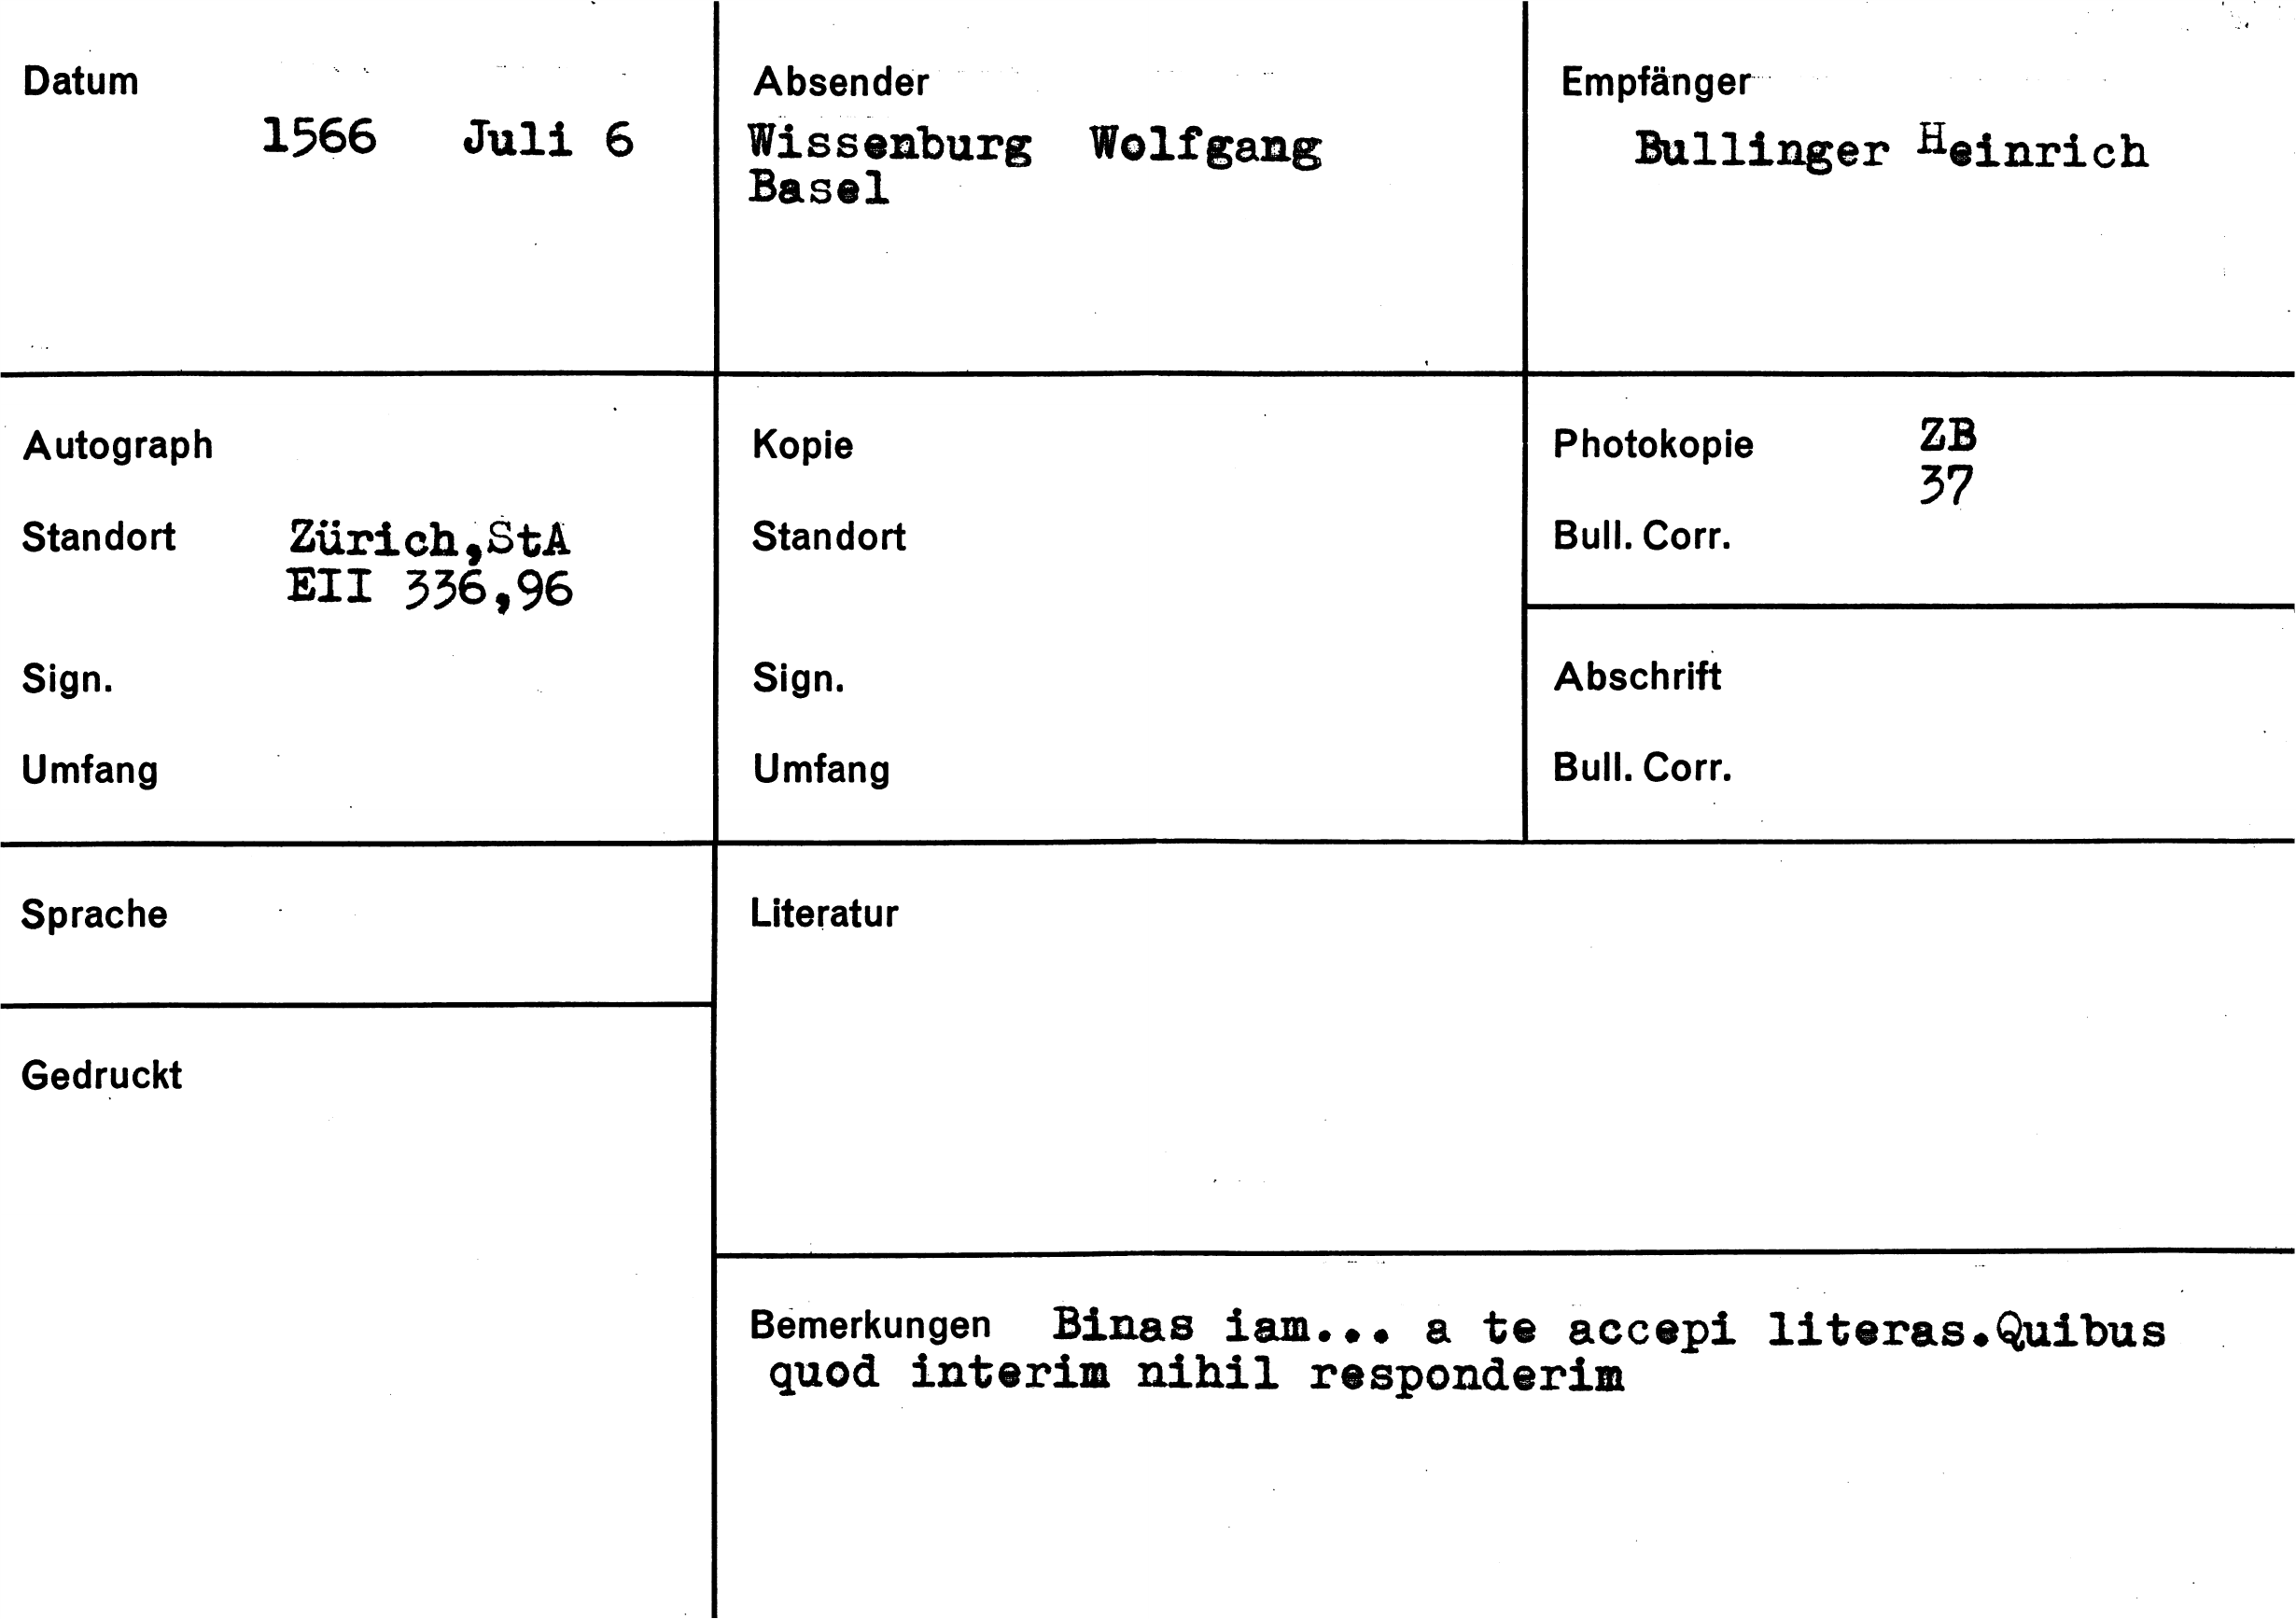 Datum
1566 Juli 6
Absender
Wissenburg Wolfgang
Basel
Empfänger
Bullinger Heinrich
Autograph
Standort Zürich,StA
EII 336,96
Sign.
Umfang
Kopie
Standort
Sign.
Umfang
Photokopie ZB
37
Bull. Corr.
Abschrift
Bull. Corr.
Sprache
Gedruckt
Literatur
Bemerkungen Binas iam... a te accepi literas.Quibus
quod interim nihil responderim